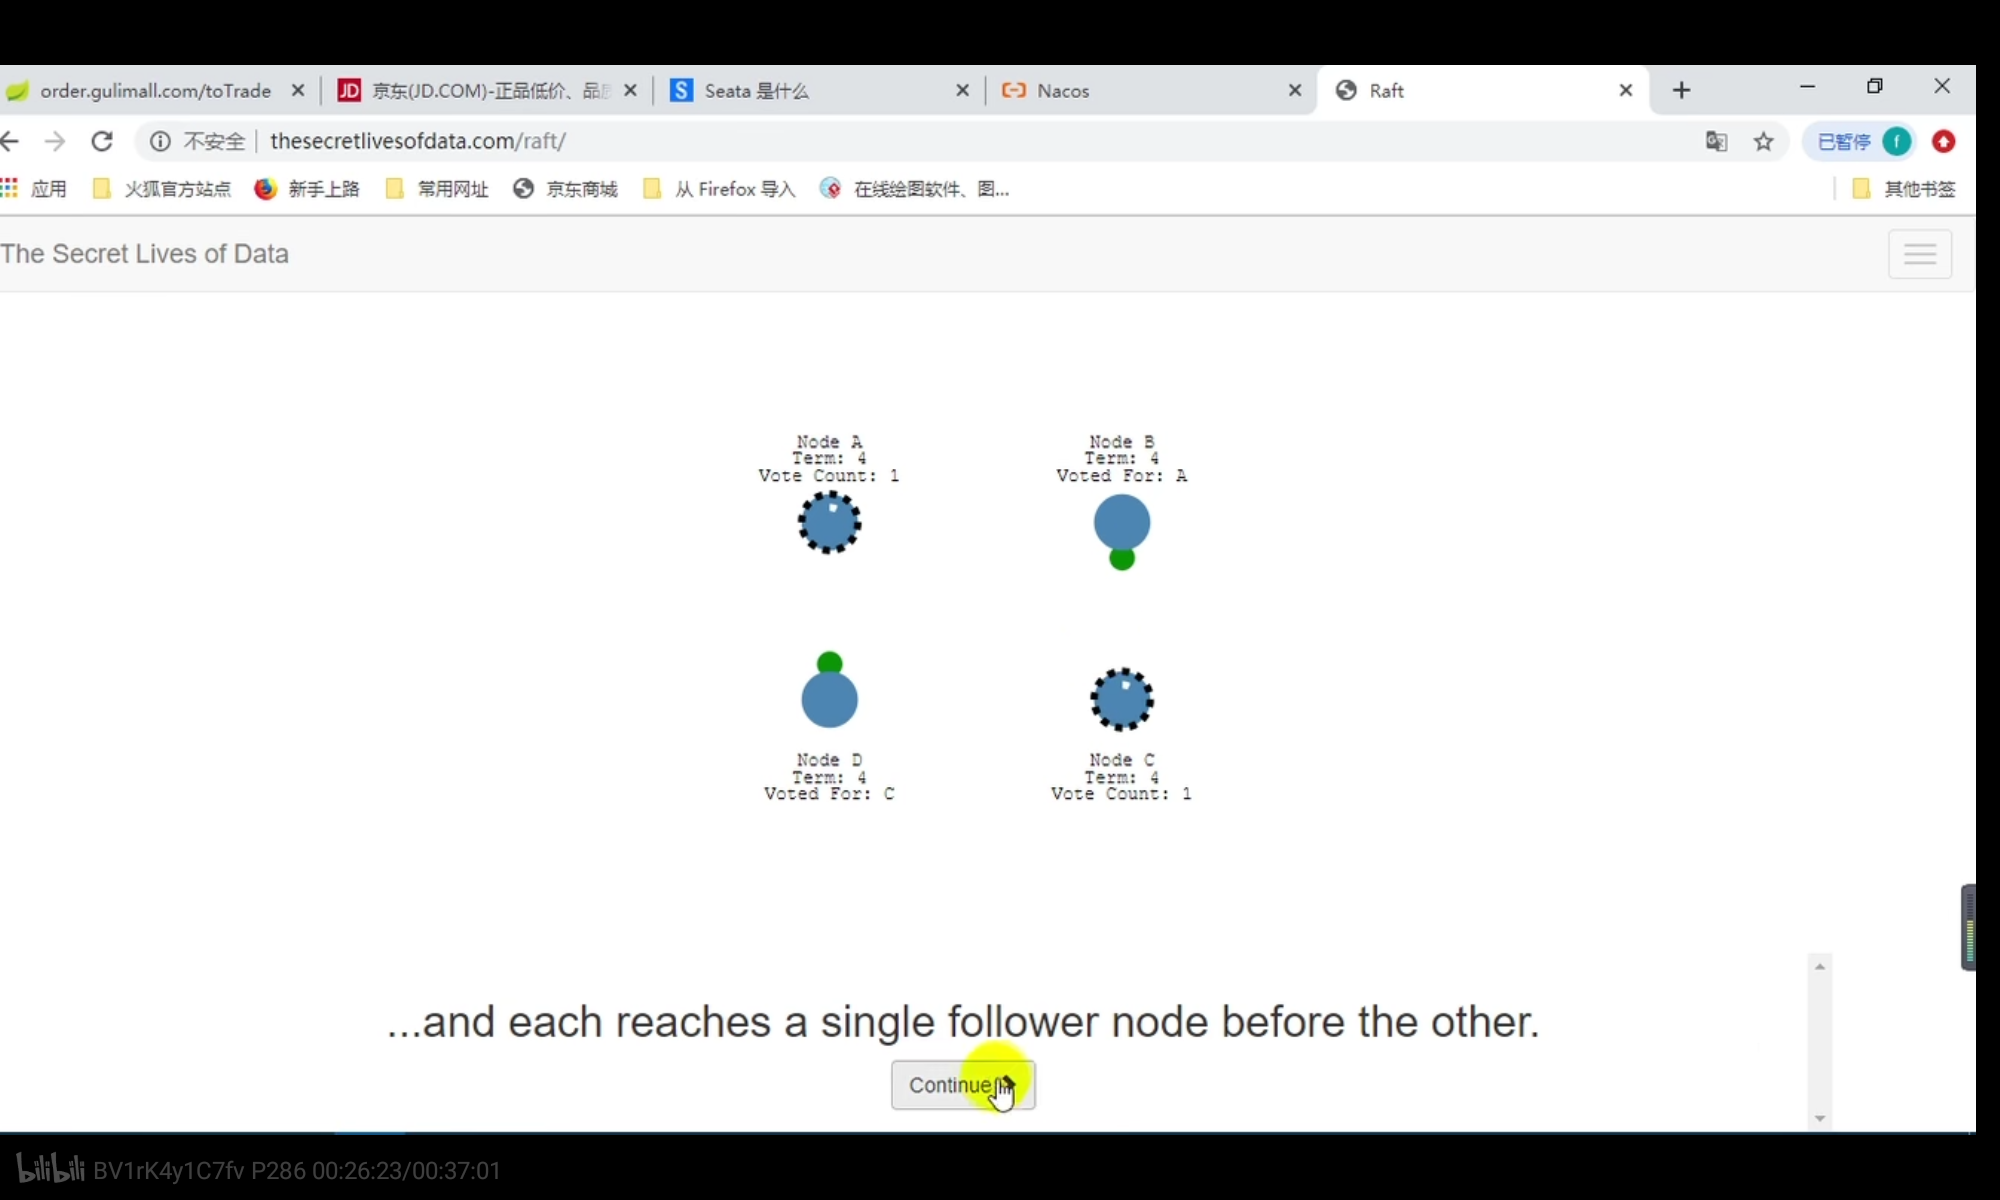 order.gulimall.com/toTrade
JD 京东(JD.COM)-正品低价、品
S Seata 是什么
Nacos
Raft
不安全 thesecretlivesofdata.com/raft/
已暂停 f
应用 火狐官方站点 新手上路 常用网址 京东商城 从 Firefox 导入 在线绘图软件、图... 其他书签
The Secret Lives of Data
Node A
Term: 4
Vote Count: 1
Node B
Term: 4
Voted For: A
Node D
Term: 4
Voted For: C
Node C
Term: 4
Vote Count: 1
...and each reaches a single follower node before the other.
Continue
bilibili BV1rK4y1C7fv P286 00:26:23/00:37:01